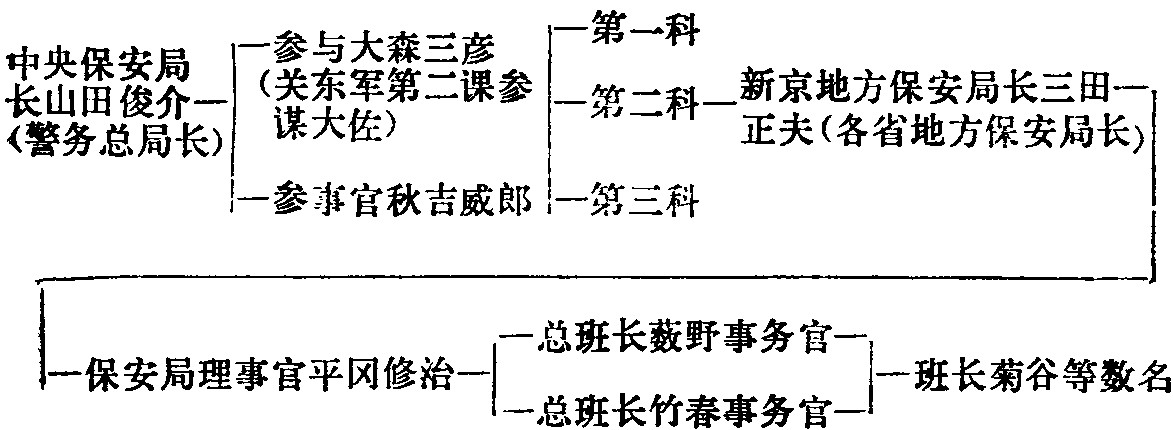 中央保安局
长山田俊介
(警务总局长)
参与大森三彦
(关东军第二课参
谋大佐)
参事官秋吉威郎
第一科
第二科
第三科
新京地方保安局长三田
正夫(各省地方保安局长)
保安局理事官平冈修治
总班长薮野事务官
总班长竹春事务官
班长菊谷等数名